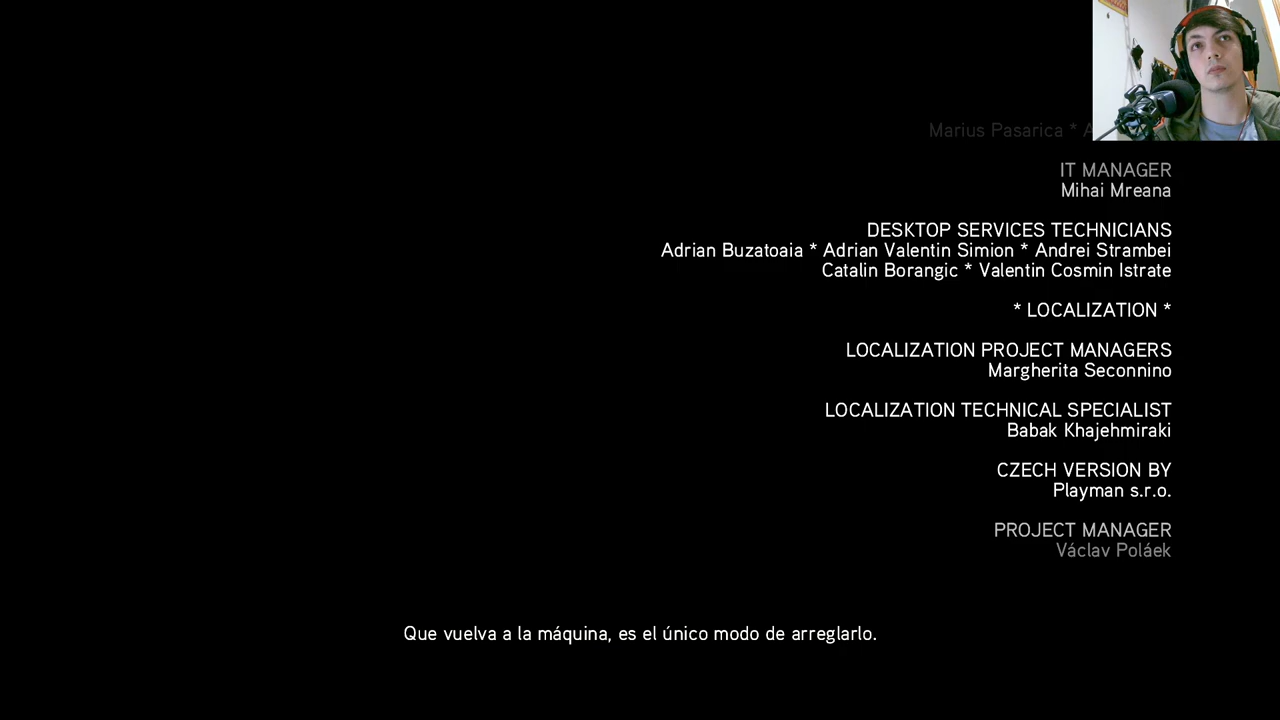 Marius Pasarica *
IT MANAGER
Mihai Mreana
DESKTOP SERVICES TECHNICIANS
Adrian Buzatoaia * Adrian Valentin Simion * Andrei Strambei
Catalin Borangic * Valentin Cosmin Istrate
* LOCALIZATION *
LOCALIZATION PROJECT MANAGERS
Margherita Seconnino
LOCALIZATION TECHNICAL SPECIALIST
Babak Khajehmiraki
CZECH VERSION BY
Playman s.r.o.
PROJECT MANAGER
Václav Poláek
Que vuelva a la máquina, es el único modo de arreglarlo.